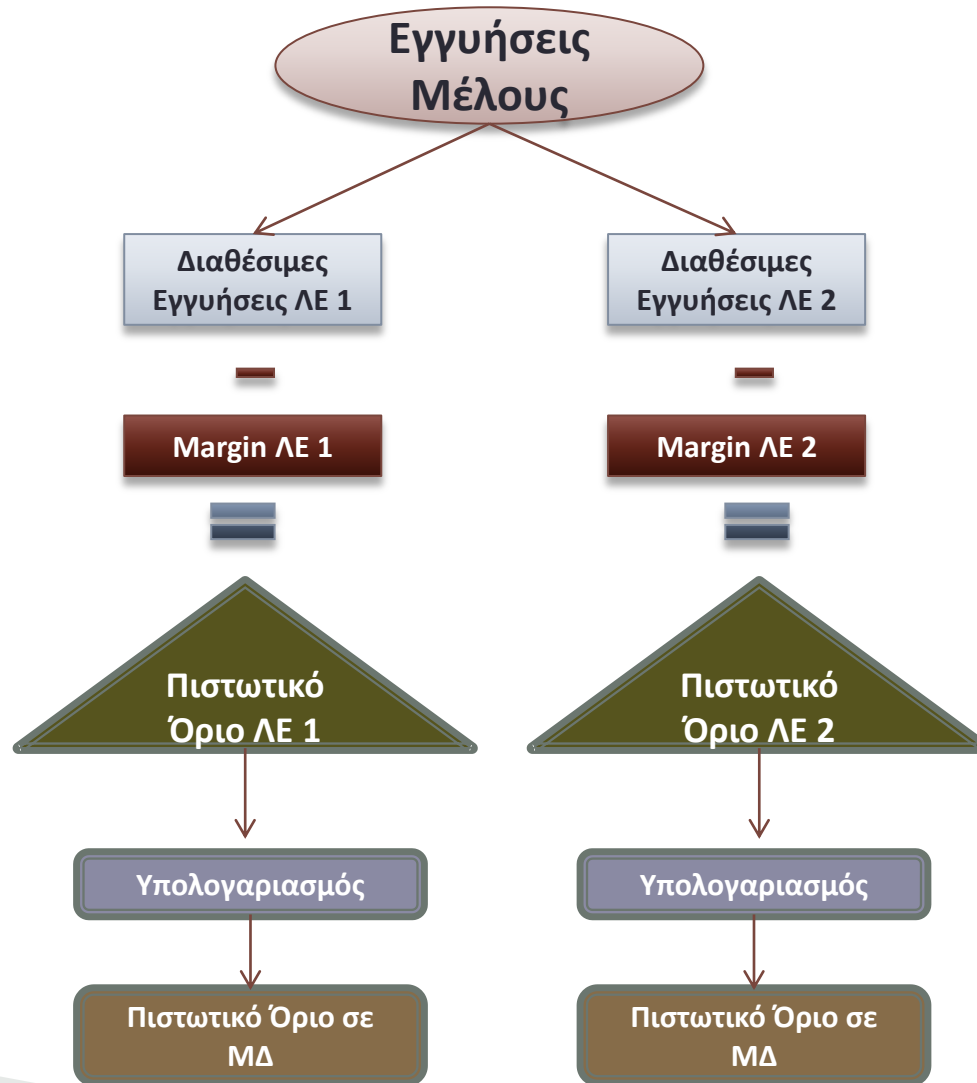 Εγγυήσεις
Μέλους
Διαθέσιμες
Εγγυήσεις ΛΕ 1
Διαθέσιμες
Εγγυήσεις ΛΕ 2
Margin ΛΕ 1
Margin ΛΕ 2
Πιστωτικό
Όριο ΛΕ 1
Πιστωτικό
Όριο ΛΕ 2
Υπολογαριασμός
Υπολογαριασμός
Πιστωτικό Όριο σε
ΜΔ
Πιστωτικό Όριο σε
ΜΔ